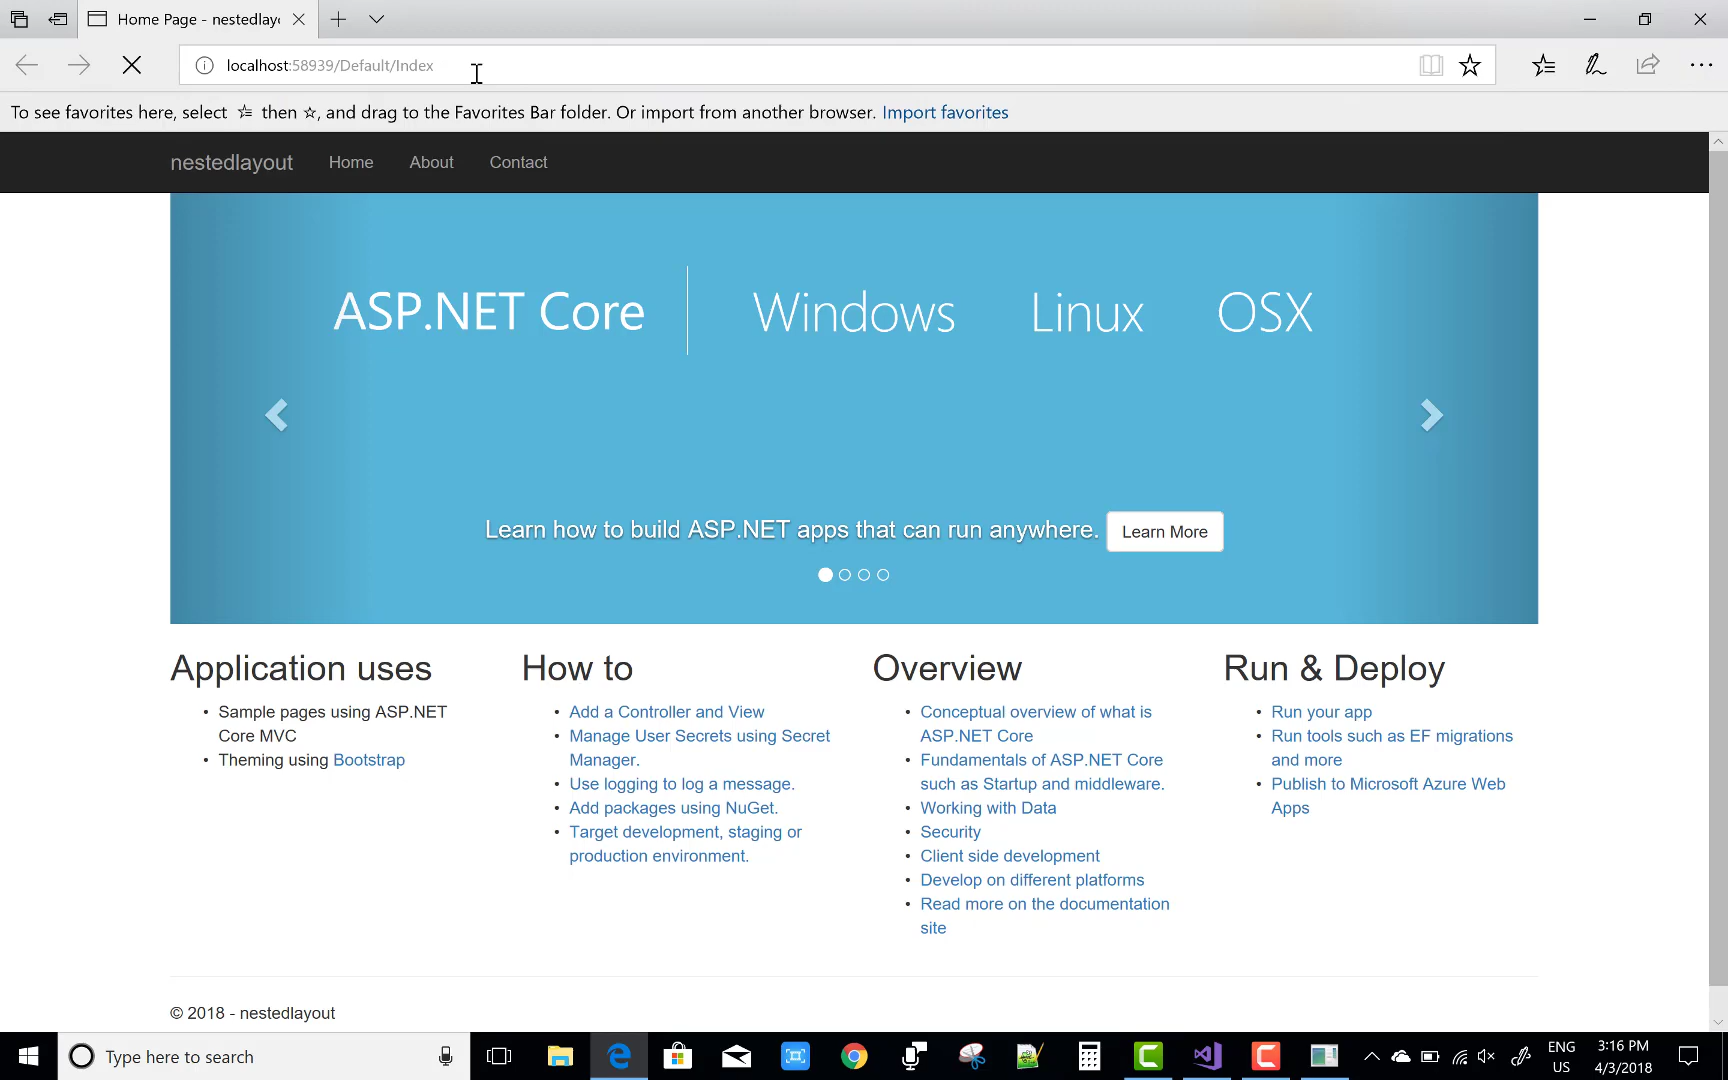 Home Page - nestedlay
localhost:58939/Default/Index
To see favorites here, select then , and drag to the Favorites Bar folder. Or import from another browser. Import favorites
nestedlayout Home About Contact
ASP.NET Core Windows Linux OSX
Learn how to build ASP.NET apps that can run anywhere. Learn More
Application uses
Sample pages using ASP.NET
Core MVC
Theming using Bootstrap
How to
Add a Controller and View
Manage User Secrets using Secret
Manager.
Use logging to log a message.
Add packages using NuGet.
Target development, staging or
production environment.
Overview
Conceptual overview of what is
ASP.NET Core
Fundamentals of ASP.NET Core
such as Startup and middleware.
Working with Data
Security
Client side development
Develop on different platforms
Read more on the documentation
site
Run & Deploy
Run your app
Run tools such as EF migrations
and more
Publish to Microsoft Azure Web
Apps
© 2018 - nestedlayout
Type here to search
ENG
US
3:16 PM
4/3/2018